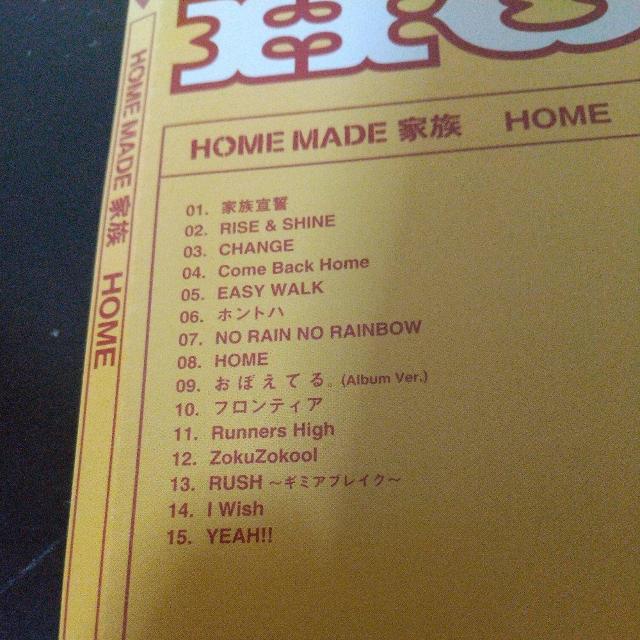 HOME MADE 家族 HOME
HOME MADE 家族 HOME
01. 家族宣誓
02. RISE & SHINE
03. CHANGE
04. Come Back Home
05. EASY WALK
06. ホントハ
07. NO RAIN NO RAINBOW
08. HOME
09. おぼえてる。(Album Ver.)
10. フロンティア
11. Runners High
12. ZokuZokool
13. RUSH ～ギミアブレイク～
14. I Wish
15. YEAH!!